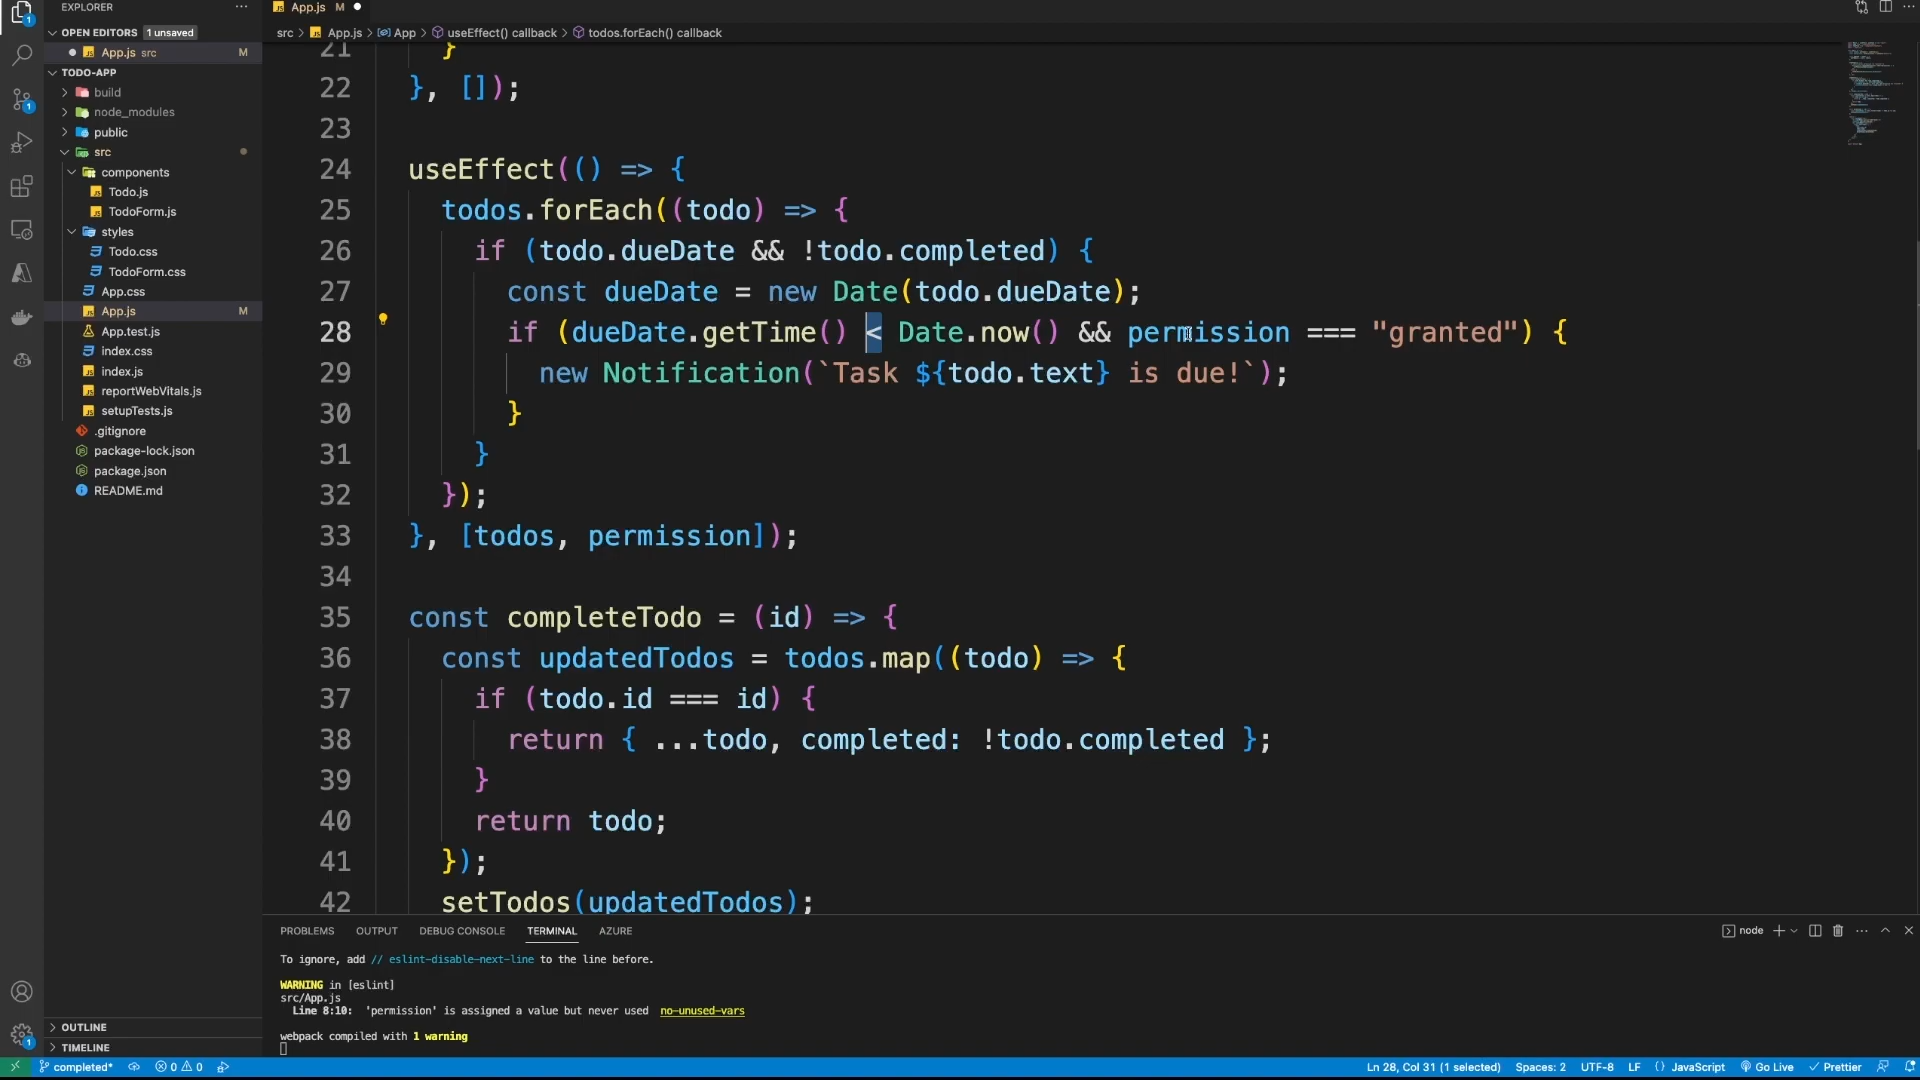 EXPLORER
OPEN EDITORS 1 unsaved
App.js src M
TODO-APP
build
node_modules
public
src
components
Todo.js
TodoForm.js
styles
Todo.css
TodoForm.css
App.css
App.js M
App.test.js
index.css
index.js
reportWebVitals.js
setupTests.js
.gitignore
package-lock.json
package.json
README.md
OUTLINE
TIMELINE
App.js M
src > App.js > App > useEffect() callback > todos.forEach() callback
21 }
22 }, []);
23
24 useEffect(() => {
25 todos.forEach((todo) => {
26 if (todo.dueDate && !todo.completed) {
27 const dueDate = new Date(todo.dueDate);
28 if (dueDate.getTime() < Date.now() && permission === "granted") {
29 new Notification(`Task ${todo.text} is due!`);
30 }
31 }
32 });
33 }, [todos, permission]);
34
35 const completeTodo = (id) => {
36 const updatedTodos = todos.map((todo) => {
37 if (todo.id === id) {
38 return { ...todo, completed: !todo.completed };
39 }
40 return todo;
41 });
42 setTodos(updatedTodos);
PROBLEMS OUTPUT DEBUG CONSOLE TERMINAL AZURE
node
To ignore, add // eslint-disable-next-line to the line before.
WARNING in [eslint]
src/App.js
Line 8:10: 'permission' is assigned a value but never used no-unused-vars
webpack compiled with 1 warning
completed* 0 0 Ln 28, Col 31 (1 selected) Spaces: 2 UTF-8 LF {} JavaScript Go Live Prettier